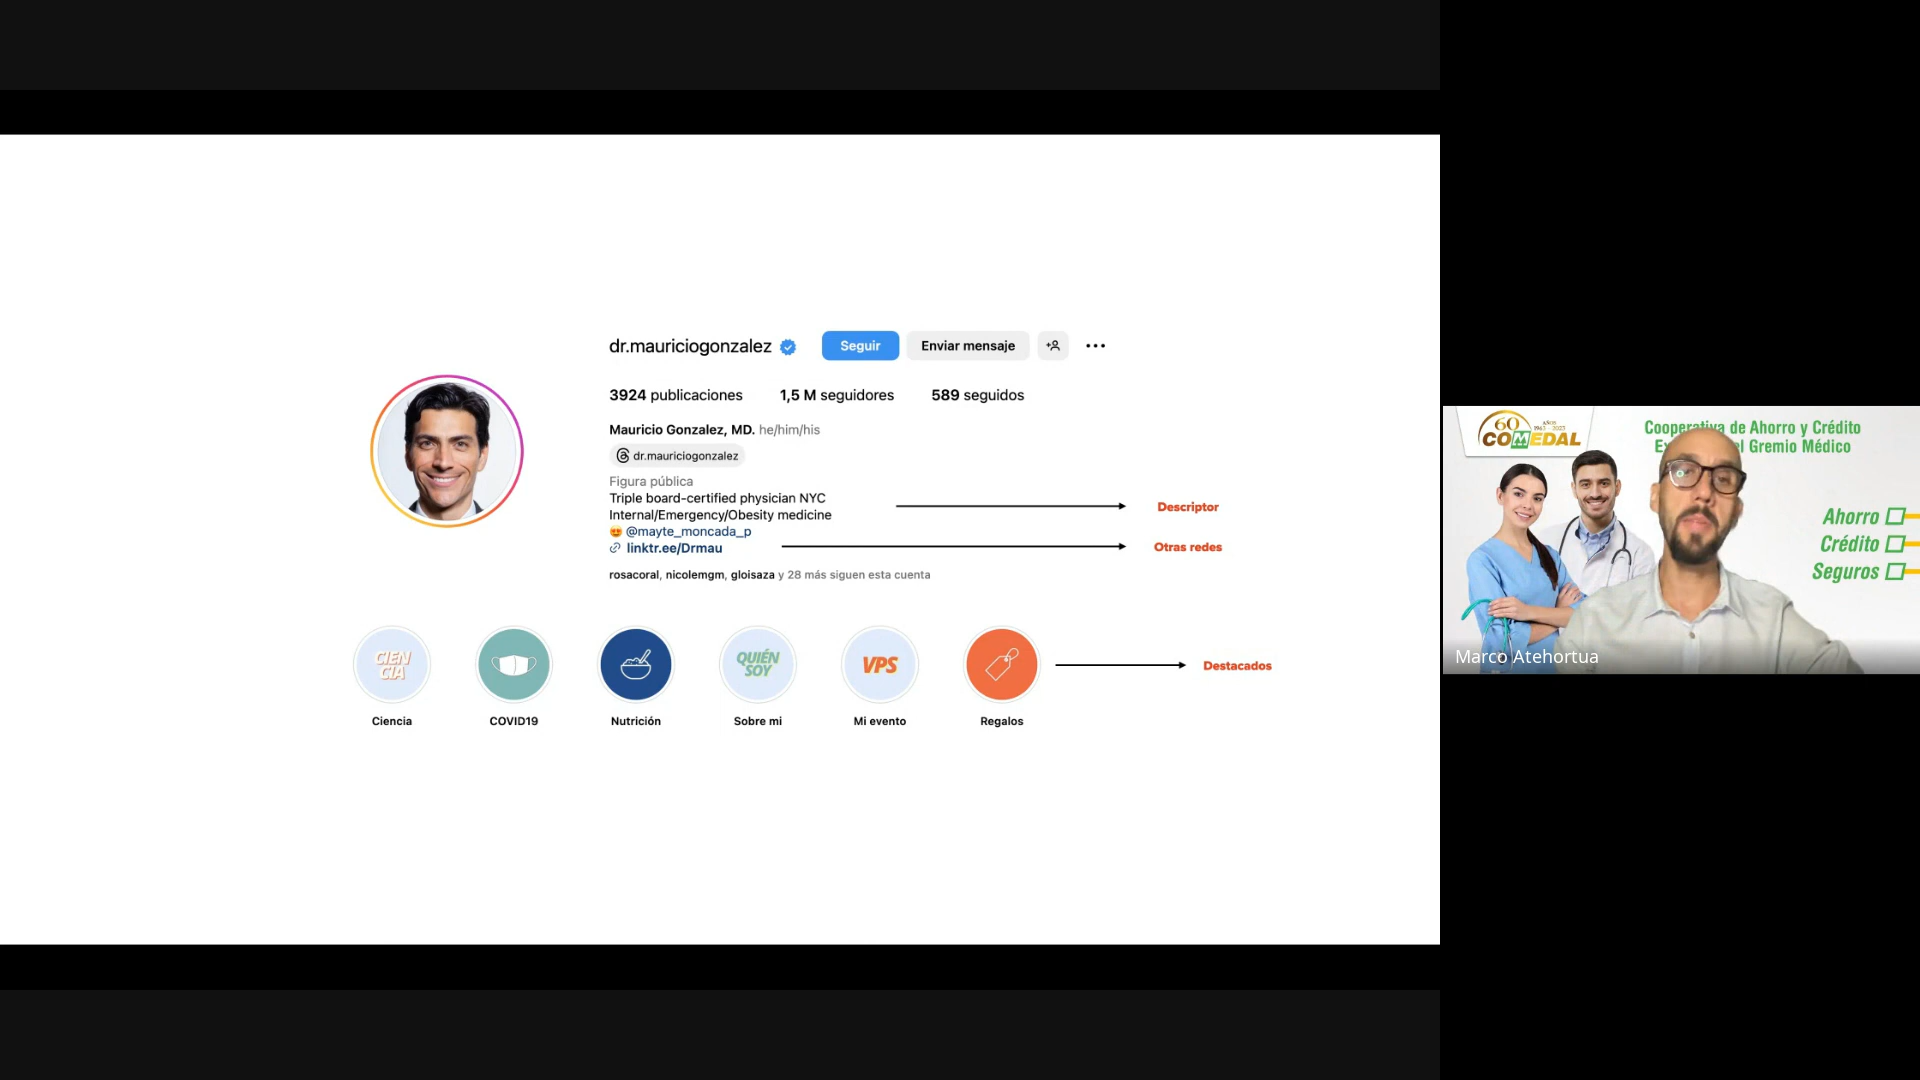 dr.mauriciogonzalez
Seguir
Enviar mensaje
3924 publicaciones
1,5 M seguidores
589 seguidos
Mauricio Gonzalez, MD. he/him/his
dr.mauriciogonzalez
Figura pública
Triple board-certified physician NYC
Internal/Emergency/Obesity medicine
@mayte_moncada_p
linktr.ee/Drmau
rosacoral, nicolemgm, gloisaza y 28 más siguen esta cuenta
Descriptor
Otras redes
CIEN
CIA
QUIÉN
SOY
VPS
Destacados
Ciencia
COVID19
Nutrición
Sobre mi
Mi evento
Regalos
60 AÑOS
1963 - 2023
COMEDAL
Cooperativa de Ahorro y Crédito
l Gremio Médico
Ahorro
Crédito
Seguros
Marco Atehortua